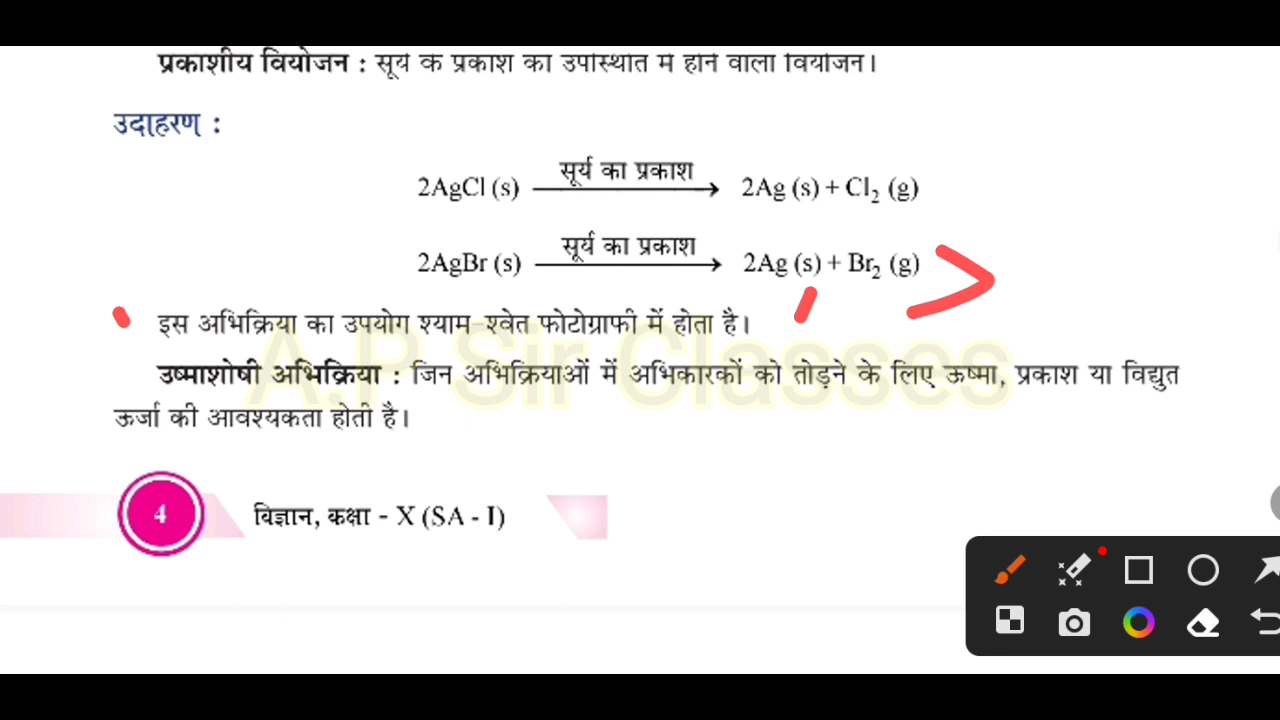 प्रकाशीय वियोजन : सूर्य के प्रकाश की उपस्थिति में होने वाला वियोजन।
उदाहरण :
2AgCl (s) सूर्य का प्रकाश ⟶ 2Ag (s) + Cl₂ (g)
2AgBr (s) सूर्य का प्रकाश ⟶ 2Ag (s) + Br₂ (g)
इस अभिक्रिया का उपयोग श्याम-श्वेत फोटोग्राफी में होता है।
A.P Sir Classes
उष्माशोषी अभिक्रिया : जिन अभिक्रियाओं में अभिकारकों को तोड़ने के लिए ऊष्मा, प्रकाश या विद्युत
ऊर्जा की आवश्यकता होती है।
4 विज्ञान, कक्षा - X (SA - I)